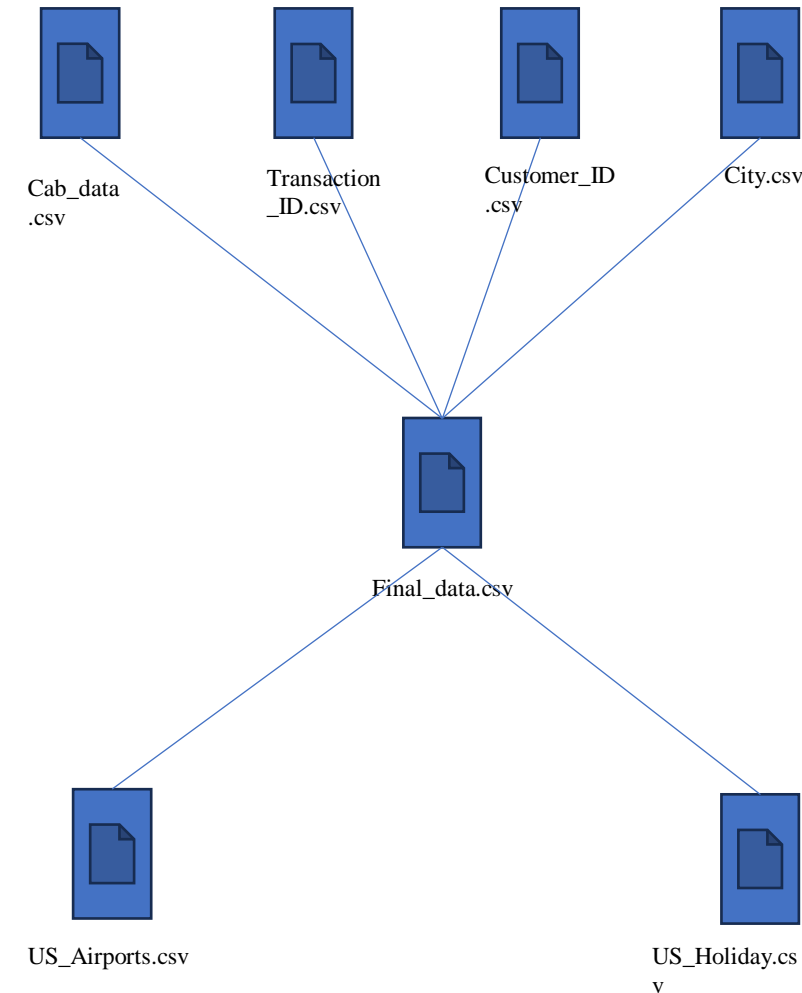 Cab_data
.csv
Transaction
_ID.csv
Customer_ID
.csv
City.csv
Final_data.csv
US_Airports.csv
US_Holiday.cs
v